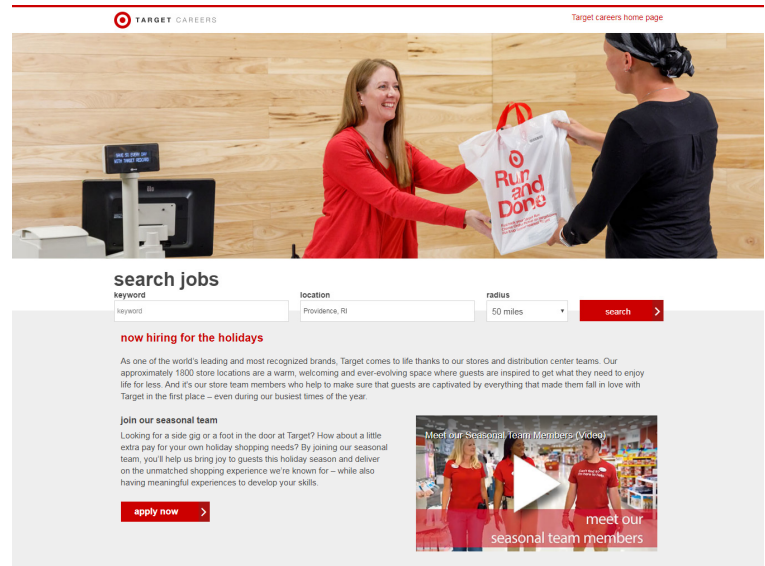 TARGET CAREERS
Target careers home page
Run
and
Done
search jobs
keyword
location
radius
keyword
Providence, RI
50 miles
search
now hiring for the holidays
As one of the world's leading and most recognized brands, Target comes to life thanks to our stores and distribution center teams. Our
approximately 1800 store locations are a warm, welcoming and ever-evolving space where guests are inspired to get what they need to enjoy
life for less. And it's our store team members who help to make sure that guests are captivated by everything that made them fall in love with
Target in the first place – even during our busiest times of the year.
join our seasonal team
Looking for a side gig or a foot in the door at Target? How about a little
extra pay for your own holiday shopping needs? By joining our seasonal
team, you'll help us bring joy to guests this holiday season and deliver
on the unmatched shopping experience we're known for – while also
having meaningful experiences to develop your skills.
apply now
Meet our Seasonal Team Members (Video)
meet our
seasonal team members